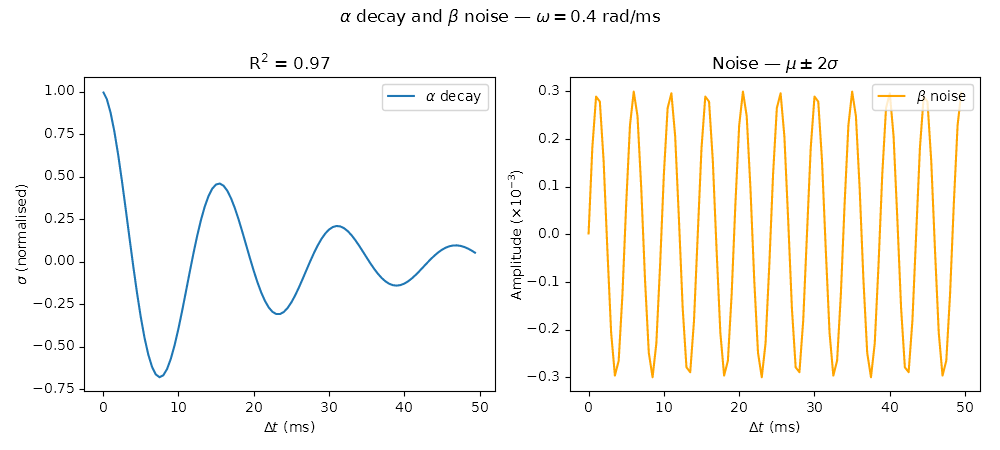 α decay and β noise — ω = 0.4 rad/ms
R² = 0.97
α decay
σ (normalised)
1.00
0.75
0.50
0.25
0.00
−0.25
−0.50
−0.75
0 10 20 30 40 50
Δt (ms)
Noise — μ ± 2σ
β noise
Amplitude (×10⁻³)
0.3
0.2
0.1
0.0
−0.1
−0.2
−0.3
0 10 20 30 40 50
Δt (ms)